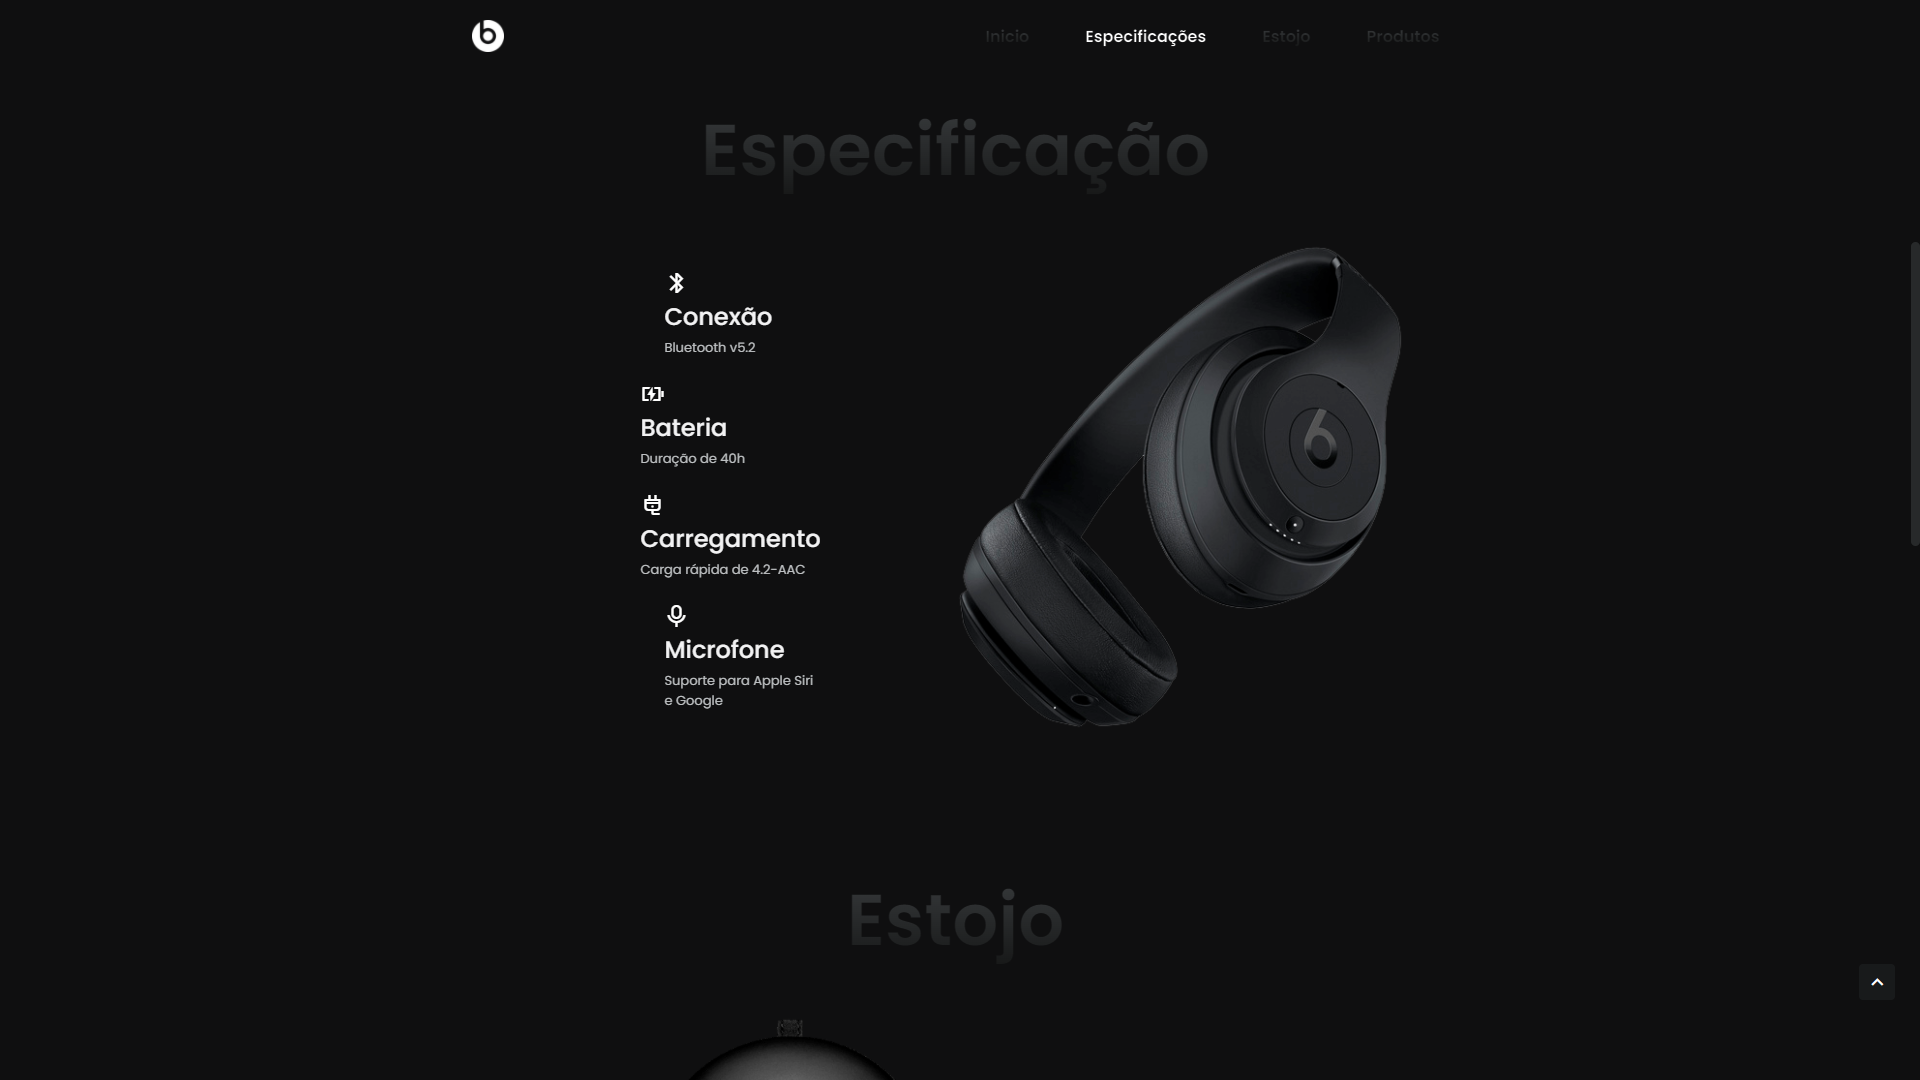 Inicio
Especificações
Estojo
Produtos
Especificação
Conexão
Bluetooth v5.2
Bateria
Duração de 40h
Carregamento
Carga rápida de 4.2-AAC
Microfone
Suporte para Apple Siri
e Google
Estojo